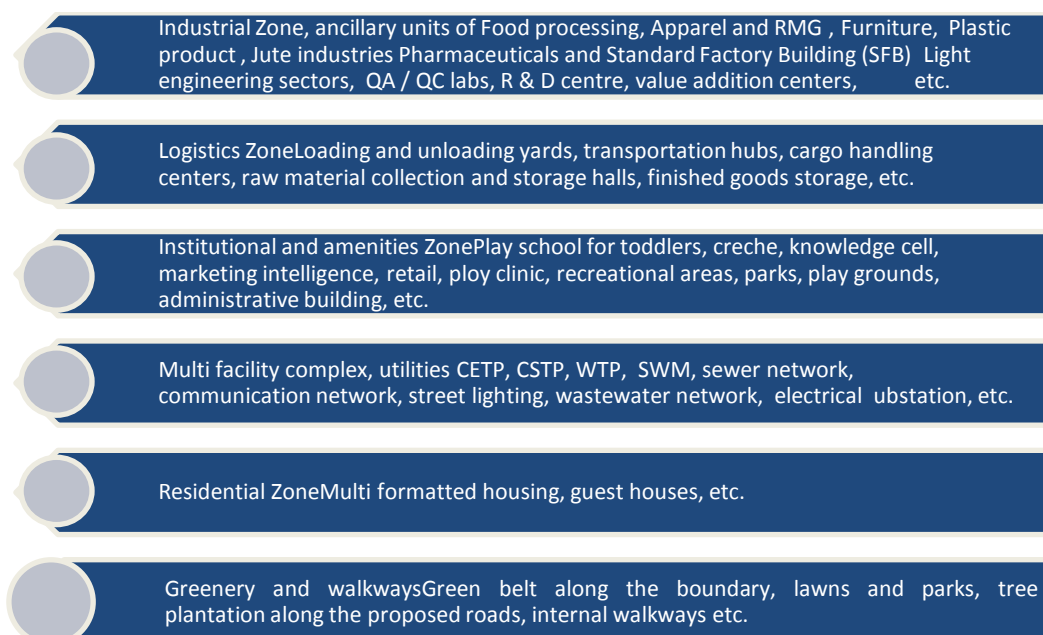 Industrial Zone, ancillary units of Food processing, Apparel and RMG , Furniture, Plastic
product , Jute industries Pharmaceuticals and Standard Factory Building (SFB) Light
engineering sectors, QA / QC labs, R & D centre, value addition centers, etc.
Logistics ZoneLoading and unloading yards, transportation hubs, cargo handling
centers, raw material collection and storage halls, finished goods storage, etc.
Institutional and amenities ZonePlay school for toddlers, creche, knowledge cell,
marketing intelligence, retail, ploy clinic, recreational areas, parks, play grounds,
administrative building, etc.
Multi facility complex, utilities CETP, CSTP, WTP, SWM, sewer network,
communication network, street lighting, wastewater network, electrical ubstation, etc.
Residential ZoneMulti formatted housing, guest houses, etc.
Greenery and walkwaysGreen belt along the boundary, lawns and parks, tree
plantation along the proposed roads, internal walkways etc.